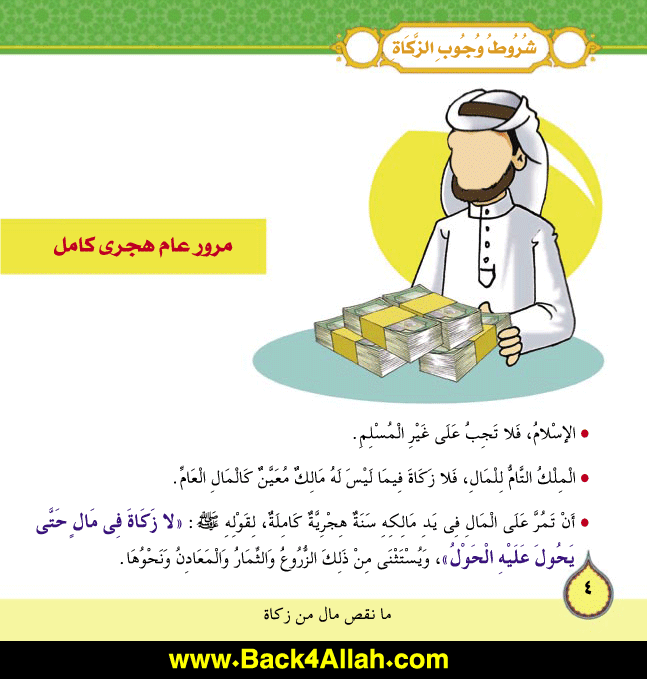 شُرُوطُ وُجُوبِ الزَّكَاةِ
مرور عام هجرى كامل
• الإسْلامُ، فَلا تَجِبُ عَلَى غَيْرِ الْمُسْلِمِ.
• الْمِلْكُ التَّامُّ لِلْمَالِ، فَلا زَكَاةَ فِيمَا لَيْسَ لَهُ مَالِكٌ مُعَيَّنٌ كَالْمَالِ الْعَامِّ.
• أَنْ تَمُرَّ عَلَى الْمَالِ فِى يَدِ مَالِكِهِ سَنَةٌ هِجْرِيَّةٌ كَامِلَةٌ، لِقَوْلِهِ ﷺ: «لا زَكَاةَ فِى مَالٍ حَتَّى
يَحُولَ عَلَيْهِ الْحَوْلُ»، وَيُسْتَثْنَى مِنْ ذَلِكَ الزُّرُوعُ وَالثِّمَارُ وَالْمَعَادِنُ وَنَحْوُهَا.
٤
ما نقص مال من زكاة
www.Back4Allah.com